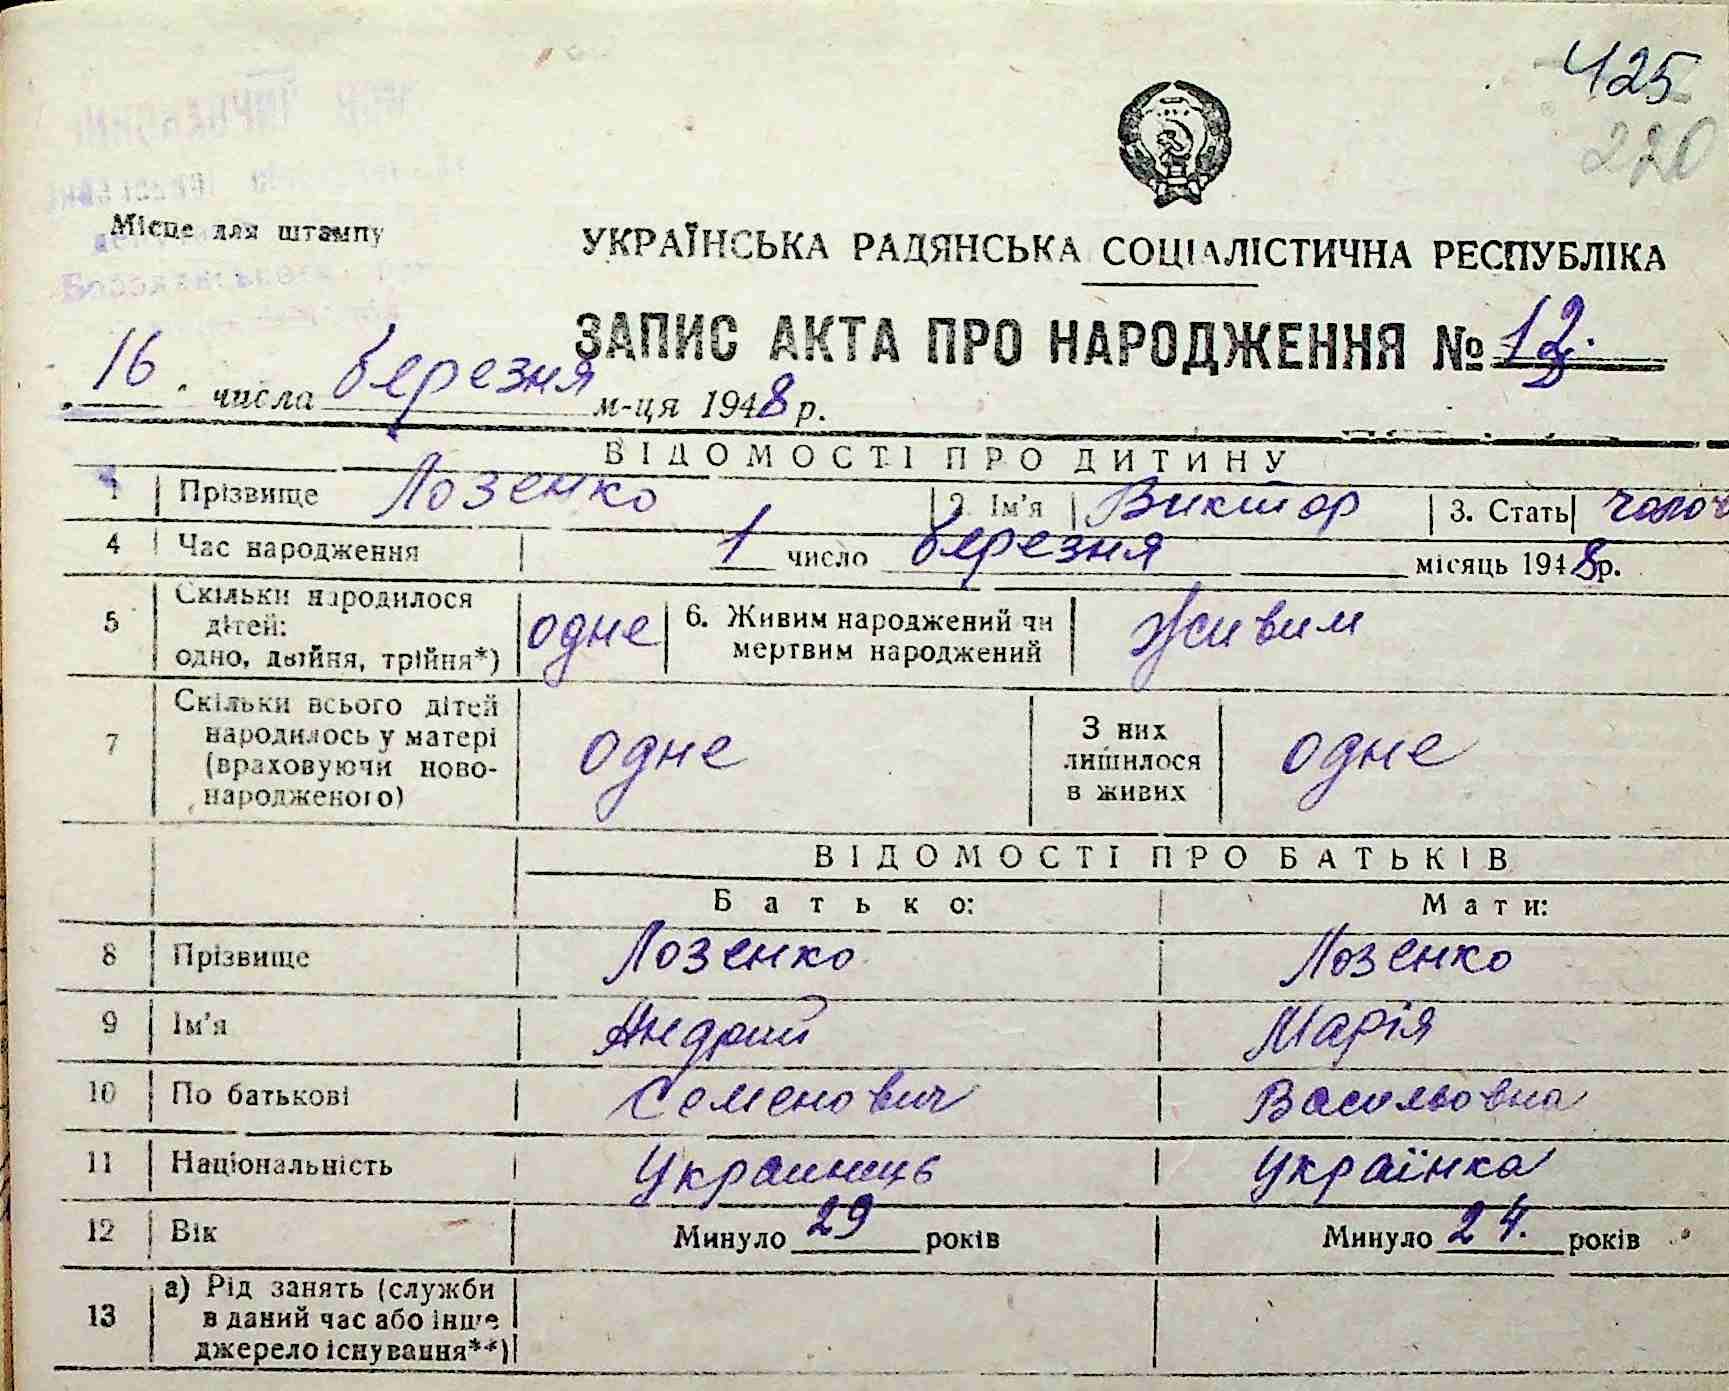 425
220
Місце для штампу
УКРАЇНСЬКА РАДЯНСЬКА СОЦІАЛІСТИЧНА РЕСПУБЛІКА
ЗАПИС АКТА ПРО НАРОДЖЕННЯ № 12.
16 числа березня м-ця 1948 р.
ВІДОМОСТІ ПРО ДИТИНУ
1 Прізвище Лозенко 2. Ім'я Виктор 3. Стать чолоч
4 Час народження 1 число березня місяць 1948 р.
5 Скільки народилося дітей: одно, двійня, трійня*) одне 6. Живим народжений чи мертвим народжений Живим
7 Скільки всього дітей народилось у матері (враховуючи новонародженого) одне З них лишилося в живих одне
ВІДОМОСТІ ПРО БАТЬКІВ
Батько: Мати:
8 Прізвище Лозенко Лозенко
9 Ім'я Андрий Марія
10 По батькові Семенович Васильовна
11 Національність Украинець Українка
12 Вік Минуло 29 років Минуло 24. років
13 а) Рід занять (служби в даний час або інше джерело існування**)